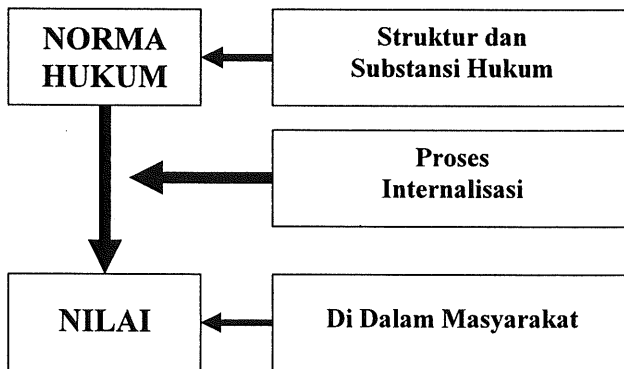 NORMA
HUKUM
Struktur dan
Substansi Hukum
Proses
Internalisasi
NILAI
Di Dalam Masyarakat